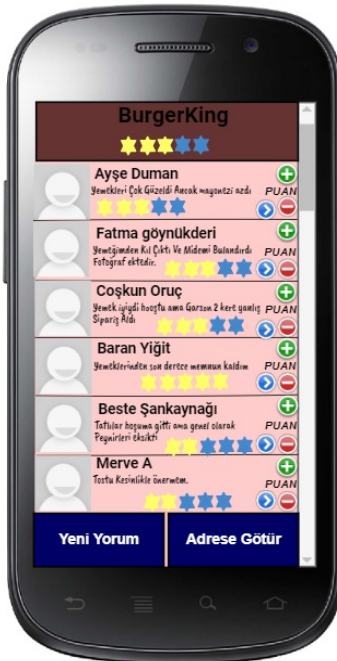 BurgerKing
Ayşe Duman
Yemekleri Çok Güzeldi Ancak mayonezi azdı
PUAN
Fatma göynükderi
Yemeğimden Kıl Çıktı Ve Midemi Bulandırdı
Fotoğraf ektedir.
PUAN
Coşkun Oruç
Yemek iyiydi hooştu ama Garson 2 kere yanlış
Sipariş Aldı
PUAN
Baran Yiğit
Yemeklerinden son derece memnun kaldım
PUAN
Beste Şankaynağı
Tatlılar hoşuma gitti ama genel olarak
Peynirleri eksikti
PUAN
Merve A
Tostu Kesinlikle önermem.
PUAN
Yeni Yorum
Adrese Götür